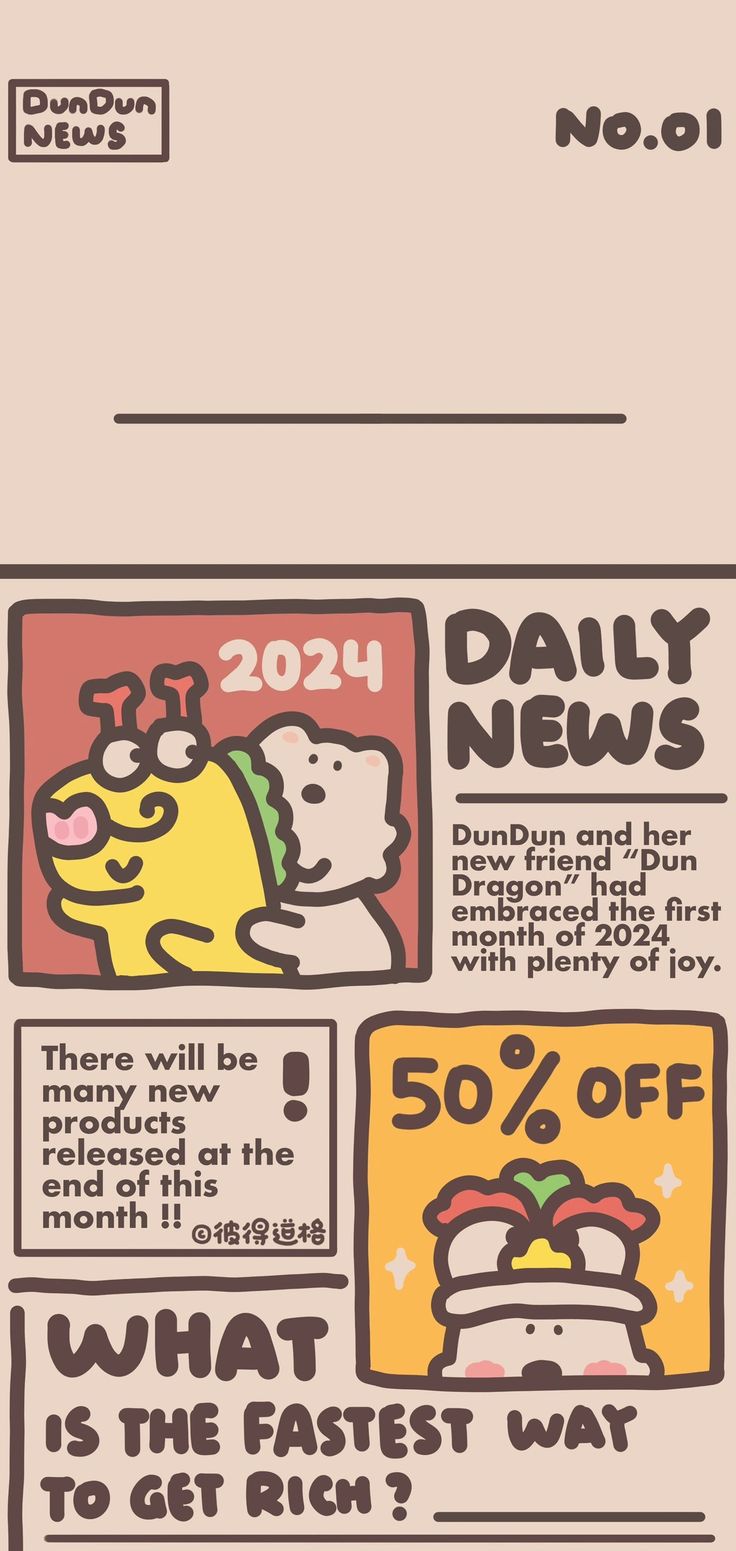 DunDun
NEWS
No.01
2024
DAILY
NEWS
DunDun and her
new friend “Dun
Dragon” had
embraced the first
month of 2024
with plenty of joy.
There will be
many new
products
released at the
end of this
month !!
!
©彼得道格
50% OFF
WHAT
IS THE FASTEST WAY
TO GET RICH?